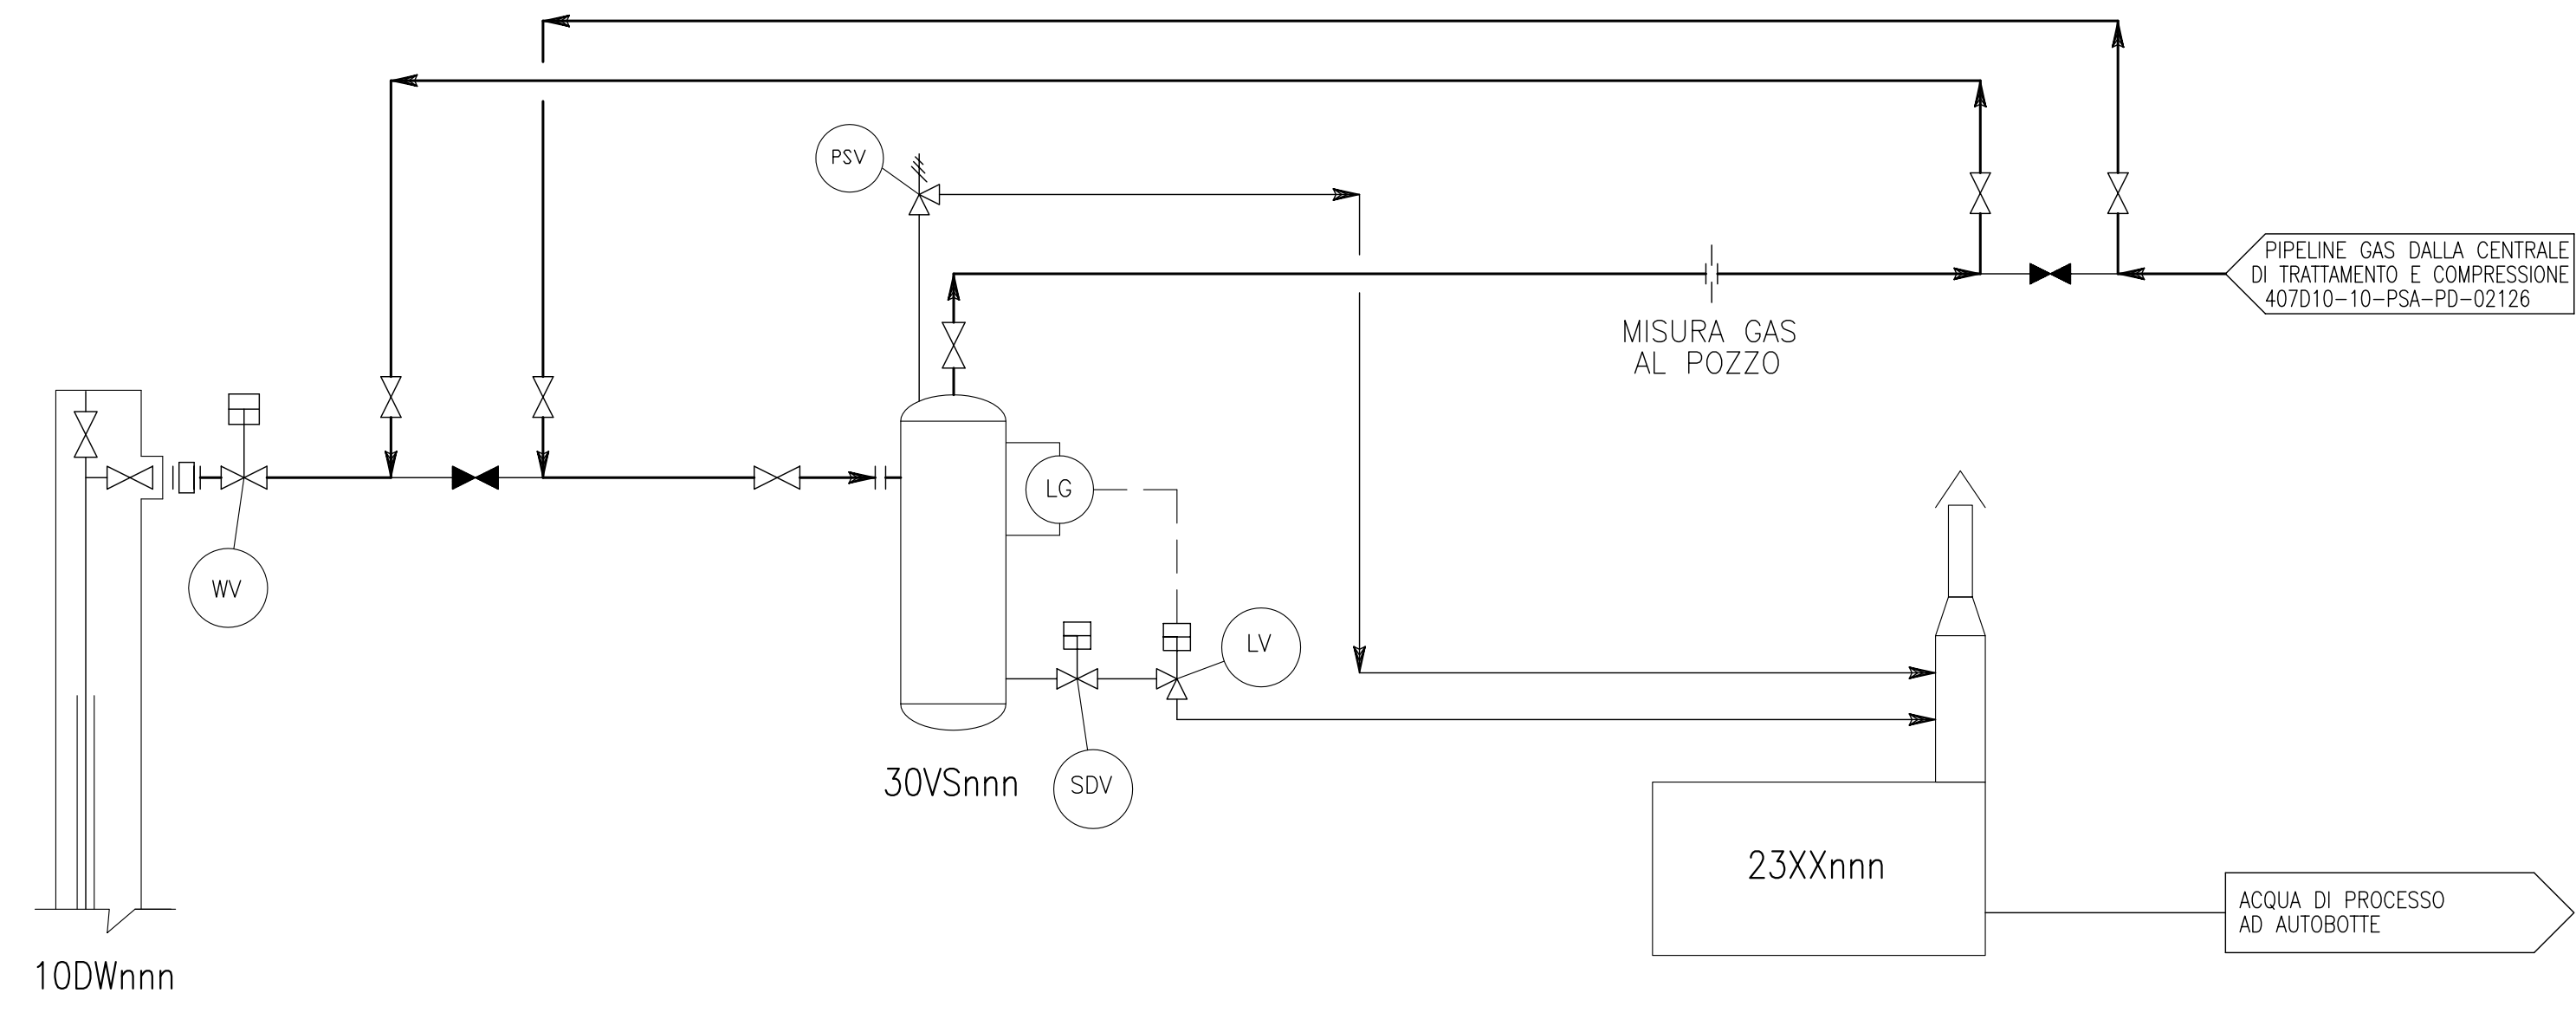 PSV
PIPELINE GAS DALLA CENTRALE
DI TRATTAMENTO E COMPRESSIONE
407D10-10-PSA-PD-02126
MISURA GAS
AL POZZO
LG
WV
LV
30VSnnn
SDV
23XXnnn
ACQUA DI PROCESSO
AD AUTOBOTTE
10DWnnn